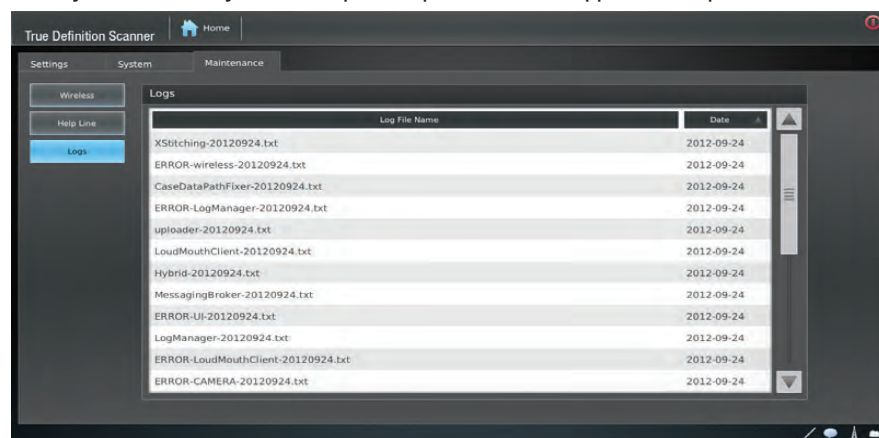 True Definition Scanner Home
Settings System Maintenance
Wireless
Help Line
Logs
Logs
Log File Name Date
XStitching-20120924.txt 2012-09-24
ERROR-wireless-20120924.txt 2012-09-24
CaseDataPathFixer-20120924.txt 2012-09-24
ERROR-LogManager-20120924.txt 2012-09-24
uploader-20120924.txt 2012-09-24
LoudMouthClient-20120924.txt 2012-09-24
Hybrid-20120924.txt 2012-09-24
MessagingBroker-20120924.txt 2012-09-24
ERROR-UI-20120924.txt 2012-09-24
LogManager-20120924.txt 2012-09-24
ERROR-LoudMouthClient-20120924.txt 2012-09-24
ERROR-CAMERA-20120924.txt 2012-09-24